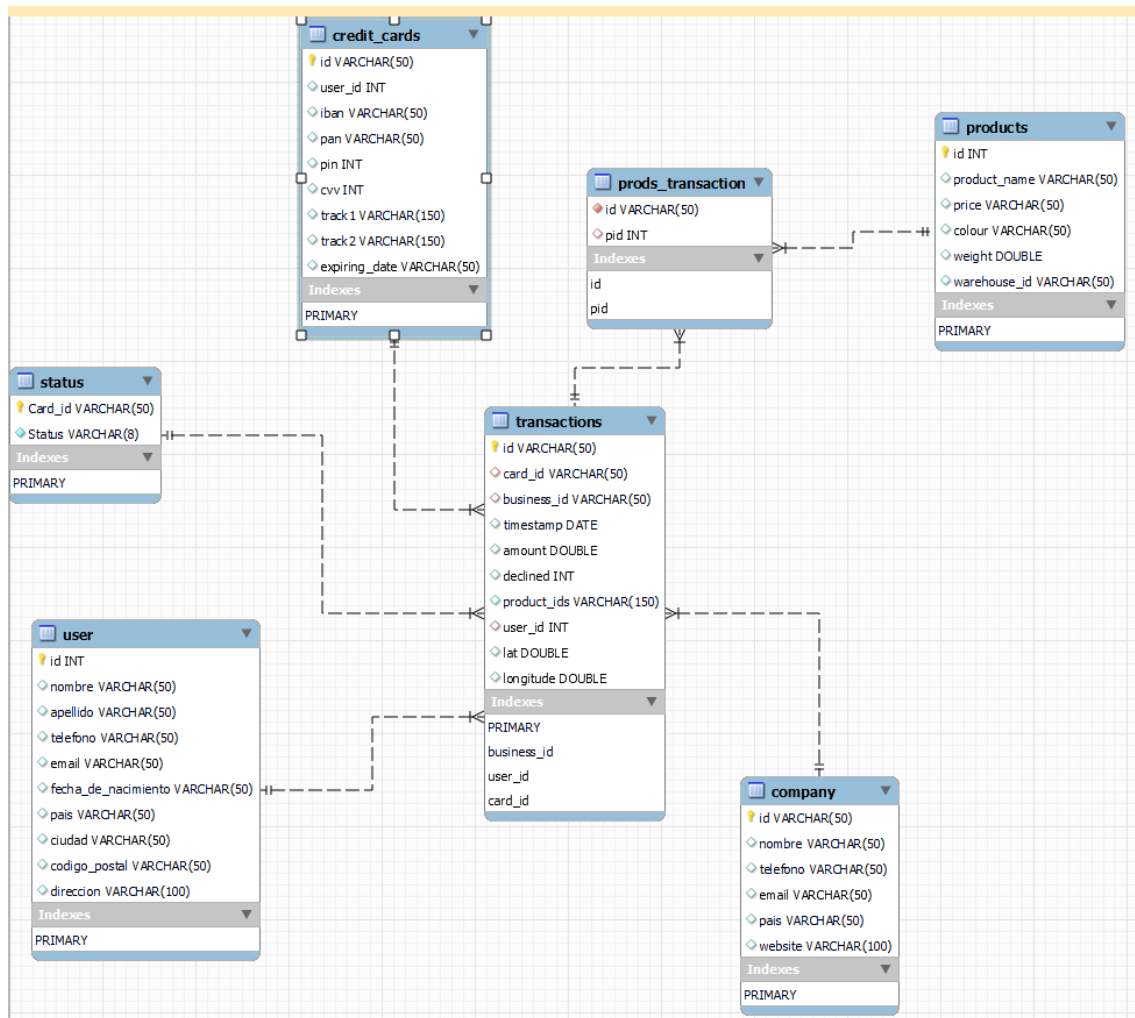 credit_cards
id VARCHAR(50)
user_id INT
iban VARCHAR(50)
pan VARCHAR(50)
pin INT
cvv INT
track1 VARCHAR(150)
track2 VARCHAR(150)
expiring_date VARCHAR(50)
Indexes
PRIMARY
products
id INT
product_name VARCHAR(50)
price VARCHAR(50)
colour VARCHAR(50)
weight DOUBLE
warehouse_id VARCHAR(50)
Indexes
PRIMARY
prods_transaction
id VARCHAR(50)
pid INT
Indexes
id
pid
status
Card_id VARCHAR(50)
Status VARCHAR(8)
Indexes
PRIMARY
transactions
id VARCHAR(50)
card_id VARCHAR(50)
business_id VARCHAR(50)
timestamp DATE
amount DOUBLE
declined INT
product_ids VARCHAR(150)
user_id INT
lat DOUBLE
longitude DOUBLE
Indexes
PRIMARY
business_id
user_id
card_id
user
id INT
nombre VARCHAR(50)
apellido VARCHAR(50)
telefono VARCHAR(50)
email VARCHAR(50)
fecha_de_nacimiento VARCHAR(50)
pais VARCHAR(50)
ciudad VARCHAR(50)
codigo_postal VARCHAR(50)
direccion VARCHAR(100)
Indexes
PRIMARY
company
id VARCHAR(50)
nombre VARCHAR(50)
telefono VARCHAR(50)
email VARCHAR(50)
pais VARCHAR(50)
website VARCHAR(100)
Indexes
PRIMARY